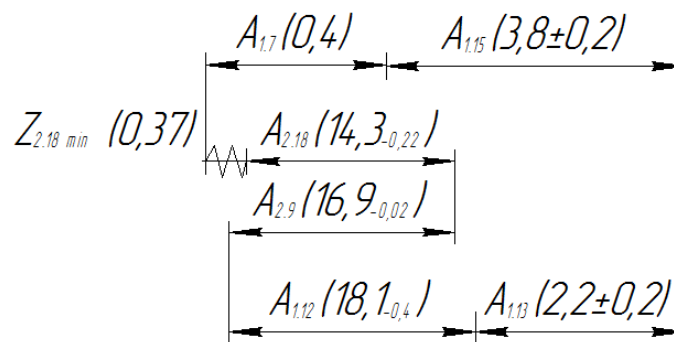 A1.7(0,4) A1.15(3,8±0,2)
Z2.18 min (0,37) A2.18(14,3-0,22)
A2.9(16,9-0,02)
A1.12(18,1-0,4) A1.13(2,2±0,2)